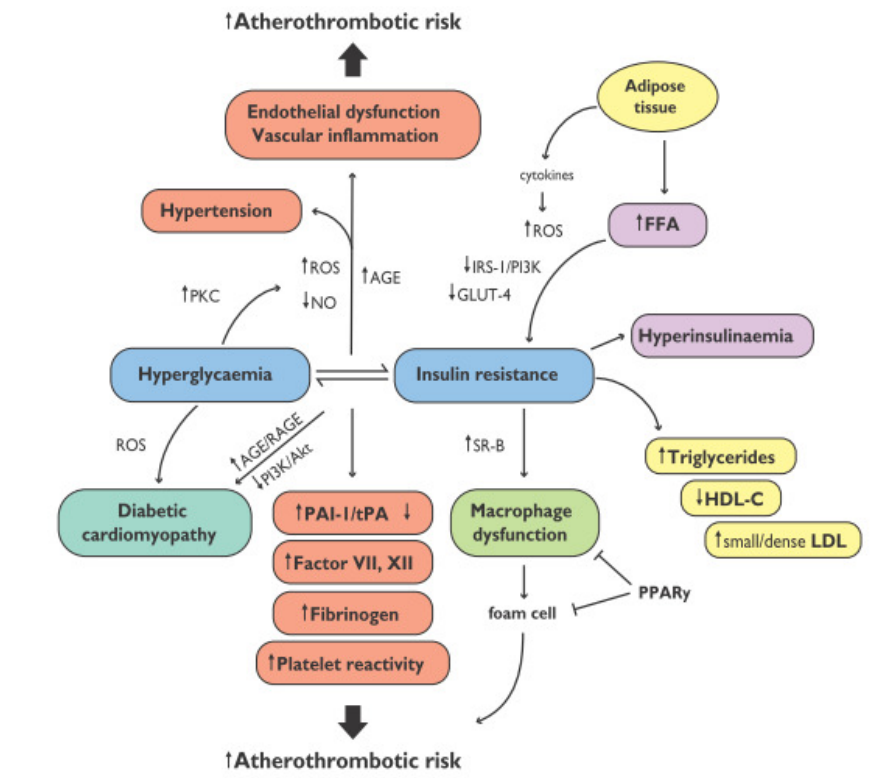 ↑Atherothrombotic risk
Endothelial dysfunction
Vascular inflammation
Adipose
tissue
cytokines
↑ROS
↑FFA
Hypertension
↑ROS
↓NO
↑AGE
↑PKC
↓IRS-1/PI3K
↓GLUT-4
Hyperinsulinaemia
Hyperglycaemia
Insulin resistance
ROS
↑AGE/RAGE
↓PI3K/Akt
↑SR-B
↑Triglycerides
↓HDL-C
↑small/dense LDL
Diabetic
cardiomyopathy
↑PAI-1/tPA ↓
↑Factor VII, XII
↑Fibrinogen
↑Platelet reactivity
Macrophage
dysfunction
foam cell
PPARγ
↑Atherothrombotic risk